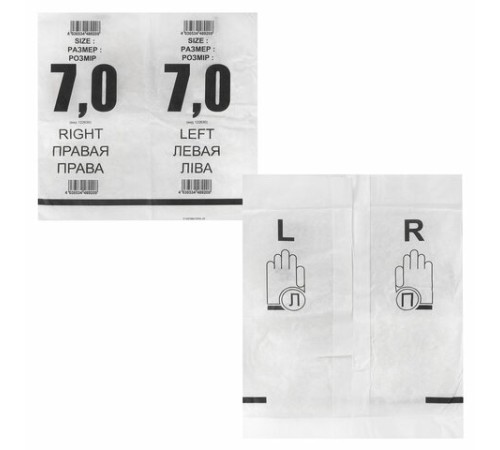 SIZE :
РАЗМЕР :
РОЗМІР
7,0
RIGHT
ПРАВАЯ
ПРАВА
SIZE :
РАЗМЕР :
РОЗМІР :
7,0
LEFT
ЛЕВАЯ
ЛІВА
L
R
Л
П